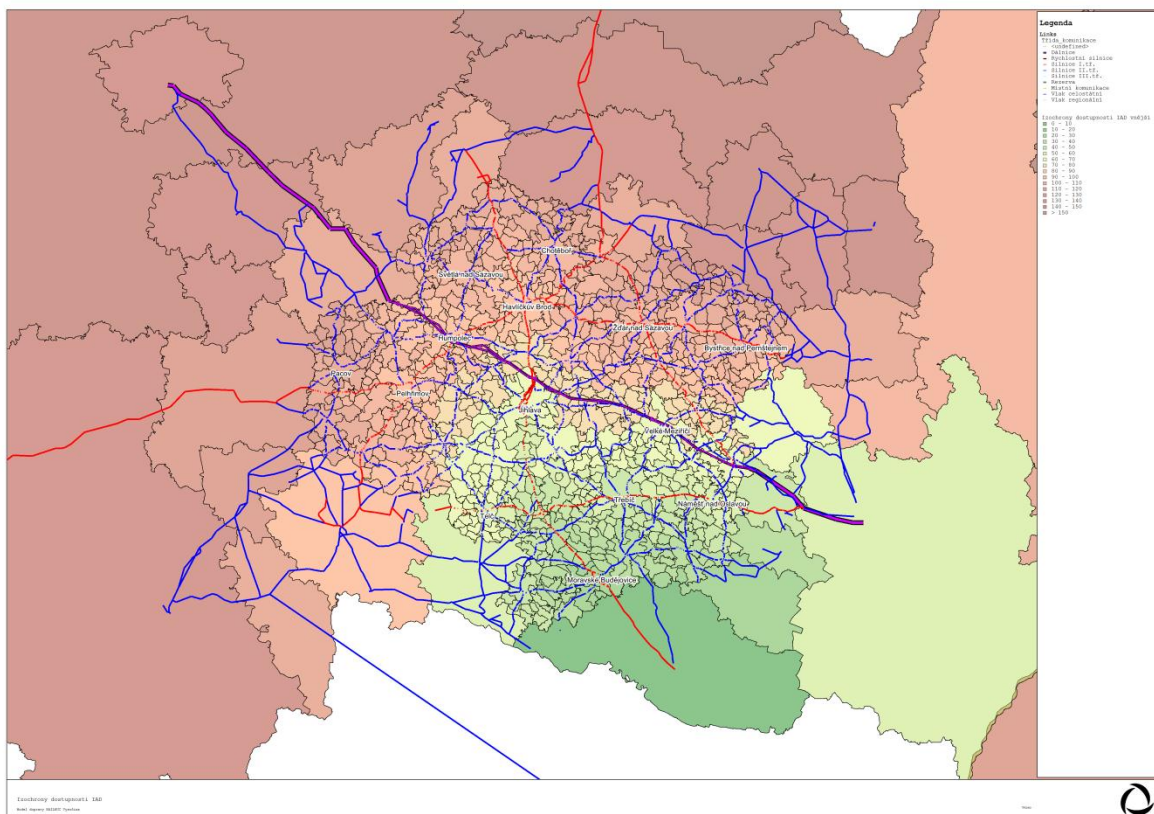 Legenda
Links
Třída_komunikace
<undefined>
Dálnice
Rychlostní silnice
Silnice I.tř.
Silnice II.tř.
Silnice III.tř.
Rezerva
Místní komunikace
Vlak celostátní
Vlak regionální
Izochrony dostupnosti IAD vnější
0 - 10
10 - 20
20 - 30
30 - 40
40 - 50
50 - 60
60 - 70
70 - 80
80 - 90
90 - 100
100 - 110
110 - 120
120 - 130
130 - 140
140 - 150
> 150
Chotěboř
Světlá nad Sázavou
Havlíčkův Brod
Žďár nad Sázavou
Humpolec
Bystřice nad Pernštejnem
Pacov
Pelhřimov
Jihlava
Velké Meziříčí
Třebíč
Náměšť nad Oslavou
Telč
Moravské Budějovice
Izochrony dostupnosti IAD